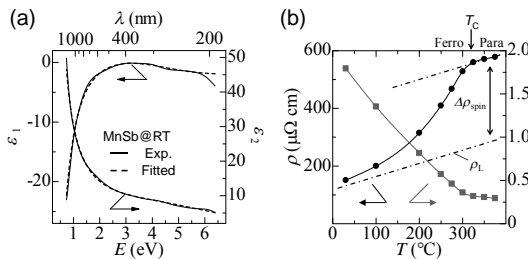 (a)
λ (nm)
1000 400 200
0
-10
-20
ε1
50
40
30
20
10
ε2
MnSb@RT
Exp.
Fitted
1 2 3 4 5 6
E (eV)
(b)
TC
Ferro Para
600
400
200
ρ (μΩ cm)
2.0
1.5
1.0
0.5
0.0
Δρspin
ρL
0 100 200 300
T (°C)